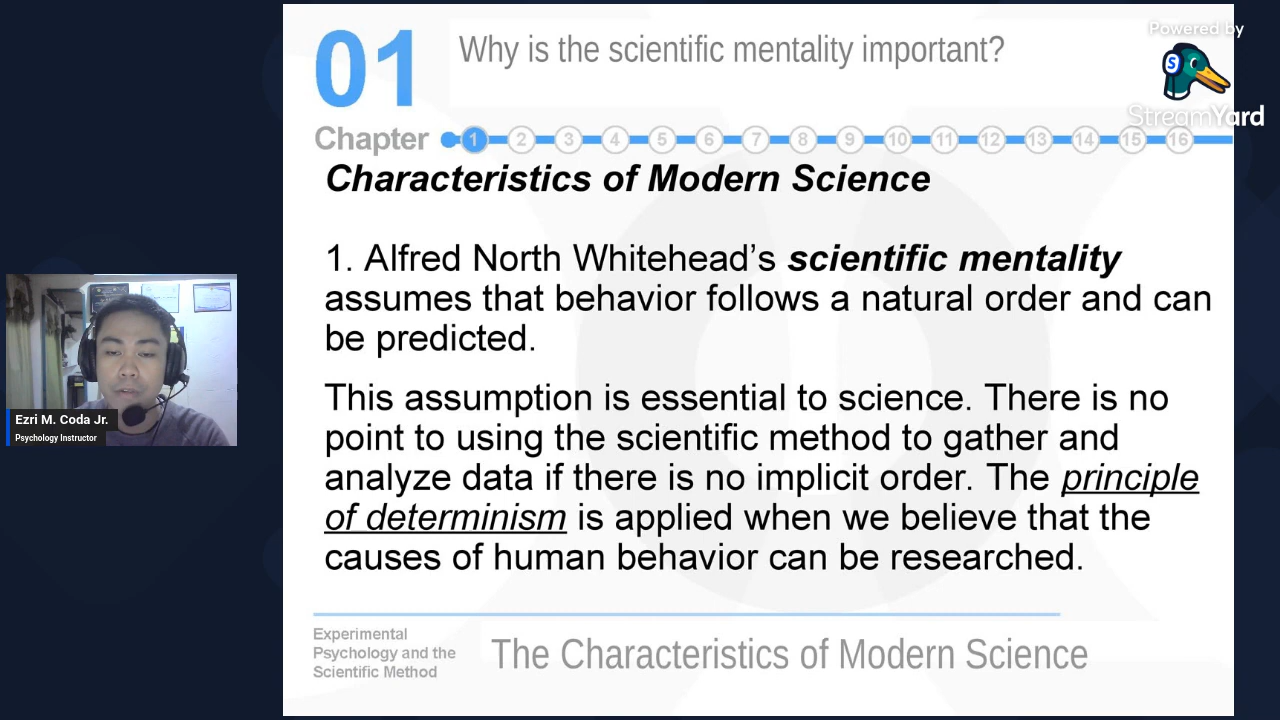 01
Why is the scientific mentality important?
Powered by
S
StreamYard
Chapter 1 2 3 4 5 6 7 8 9 10 11 12 13 14 15 16
Characteristics of Modern Science
1. Alfred North Whitehead’s scientific mentality
assumes that behavior follows a natural order and can
be predicted.
This assumption is essential to science. There is no
point to using the scientific method to gather and
analyze data if there is no implicit order. The principle
of determinism is applied when we believe that the
causes of human behavior can be researched.
Ezri M. Coda Jr.
Psychology Instructor
Experimental
Psychology and the
Scientific Method
The Characteristics of Modern Science